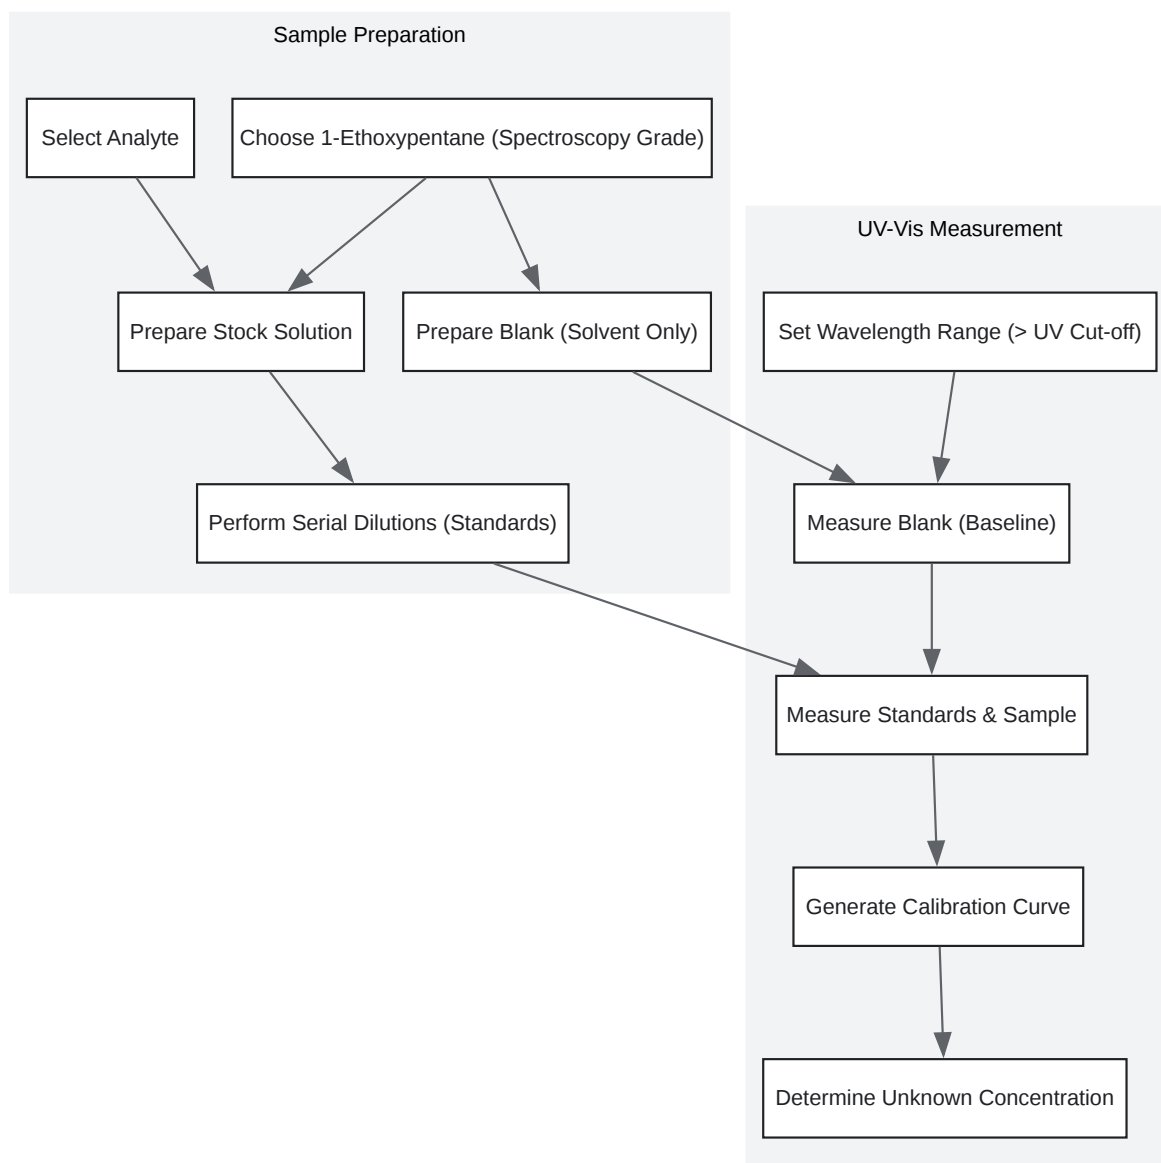 Sample Preparation
Select Analyte
Choose 1-Ethoxypentane (Spectroscopy Grade)
UV-Vis Measurement
Prepare Stock Solution
Prepare Blank (Solvent Only)
Set Wavelength Range (> UV Cut-off)
Perform Serial Dilutions (Standards)
Measure Blank (Baseline)
Measure Standards & Sample
Generate Calibration Curve
Determine Unknown Concentration